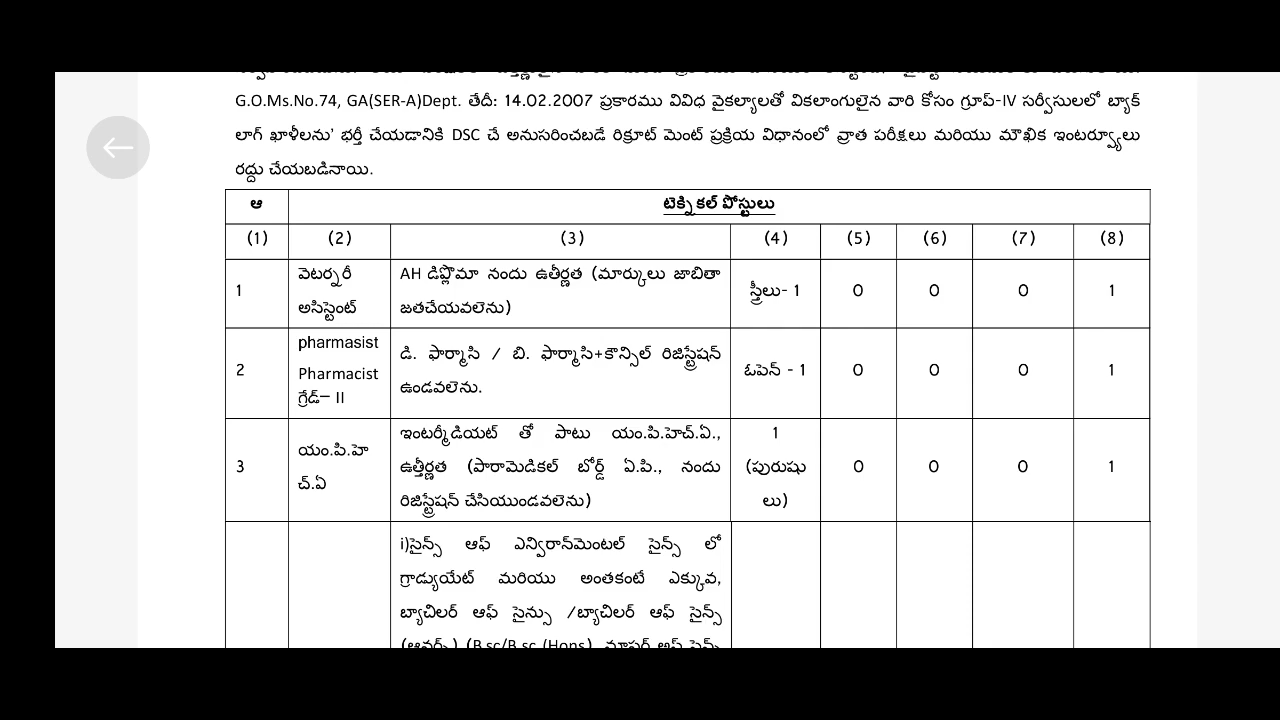 G.O.Ms.No.74, GA(SER-A)Dept. తేదీ: 14.02.2007 ప్రకారము వివిధ వైకల్యాలతో వికలాంగులైన వారి కోసం గ్రూప్-IV సర్వీసులలో బ్యాక్
లాగ్ ఖాళీలను' భర్తీ చేయడానికి DSC చే అనుసరించబడే రిక్రూట్ మెంట్ ప్రక్రియ విధానంలో వ్రాత పరీక్షలు మరియు మౌఖిక ఇంటర్వ్యూలు
రద్దు చేయబడినాయి.
ఆ టెక్నికల్ పోస్టులు
(1) (2) (3) (4) (5) (6) (7) (8)
1 వెటర్నరీ అసిస్టెంట్ AH డిప్లొమా నందు ఉతీర్ణత (మార్కులు జాబితా
జతచేయవలెను) స్త్రీలు- 1 0 0 0 1
2 pharmasist
Pharmacist
గ్రేడ్– II డి. ఫార్మాసి / బి. ఫార్మాసి+కౌన్సిల్ రిజిస్ట్రేషన్
ఉండవలెను. ఓపెన్ - 1 0 0 0 1
3 యం.పి.హె
చ్.ఏ ఇంటర్మీడియట్ తో పాటు యం.పి.హెచ్.ఏ.,
ఉత్తీర్ణత (పారామెడికల్ బోర్డ్ ఏ.పి., నందు
రిజిస్ట్రేషన్ చేసియుండవలెను) 1
(పురుషు
లు) 0 0 0 1
i)సైన్స్ ఆఫ్ ఎన్విరాన్‌మెంటల్ సైన్స్ లో
గ్రాడ్యుయేట్ మరియు అంతకంటే ఎక్కువ,
బ్యాచిలర్ ఆఫ్ సైన్సు /బ్యాచిలర్ ఆఫ్ సైన్స్
(ఆనర్స్) (B.sc/B.sc (Hons)